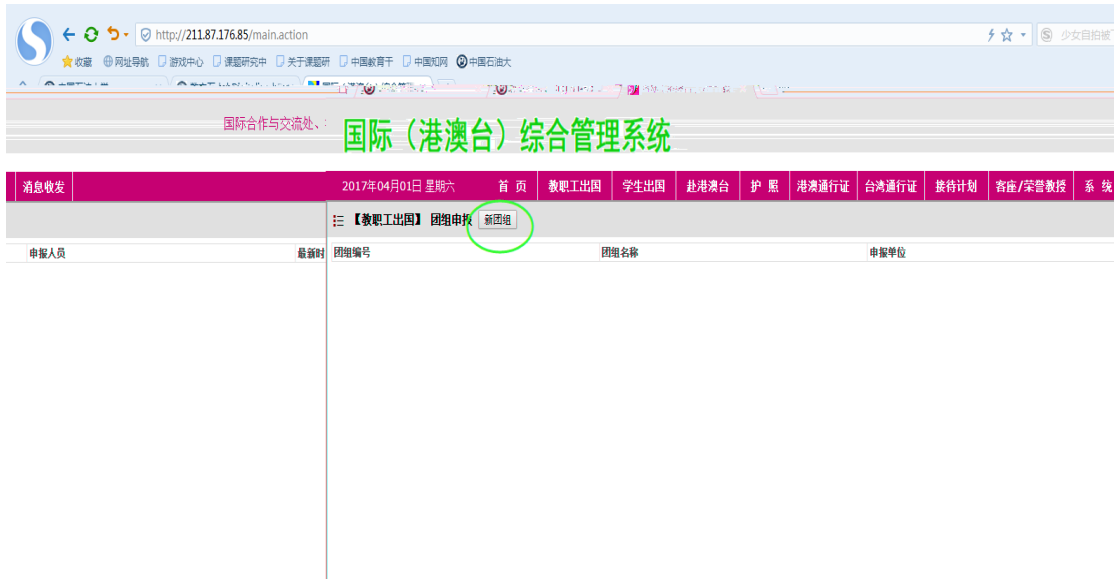 http://211.87.176.85/main.action
收藏 网址导航 游戏中心 课题研究中 关于课题研 中国教育干 中国知网 中国石油大
国际合作与交流处、
国际（港澳台）综合管理系统
消息收发 2017年04月01日 星期六 首 页 教职工出国 学生出国 赴港澳台 护 照 港澳通行证 台湾通行证 接待计划 客座/荣誉教授 系 统
【教职工出国】 团组申报 新团组
申报人员 最新时 团组编号 团组名称 申报单位